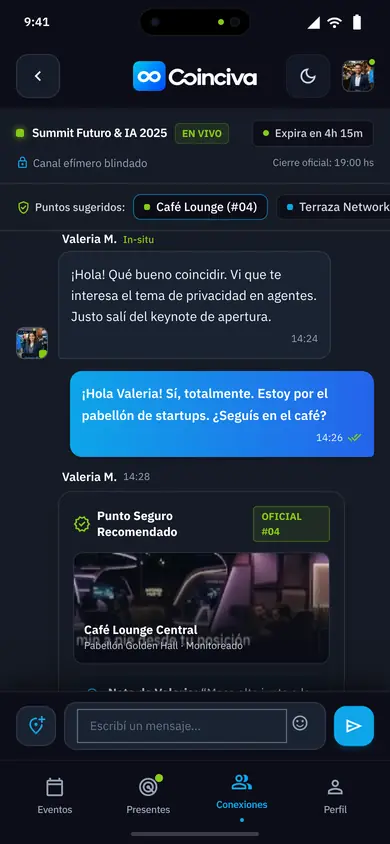 9:41
Coinciva
Summit Futuro & IA 2025 EN VIVO
Expira en 4h 15m
Canal efímero blindado
Cierre oficial: 19:00 hs
Puntos sugeridos: Café Lounge (#04) Terraza Network
Valeria M. In-situ
¡Hola! Qué bueno coincidir. Vi que te
interesa el tema de privacidad en agentes.
Justo salí del keynote de apertura.
14:24
¡Hola Valeria! Sí, totalmente. Estoy por el
pabellón de startups. ¿Seguís en el café?
14:26
Valeria M. 14:28
Punto Seguro
Recomendado
OFICIAL
#04
Café Lounge Central
a pie desde tu posición
Pabellón Golden Hall · Monitoreado
Escribí un mensaje...
Eventos
Presentes
Conexiones
Perfil